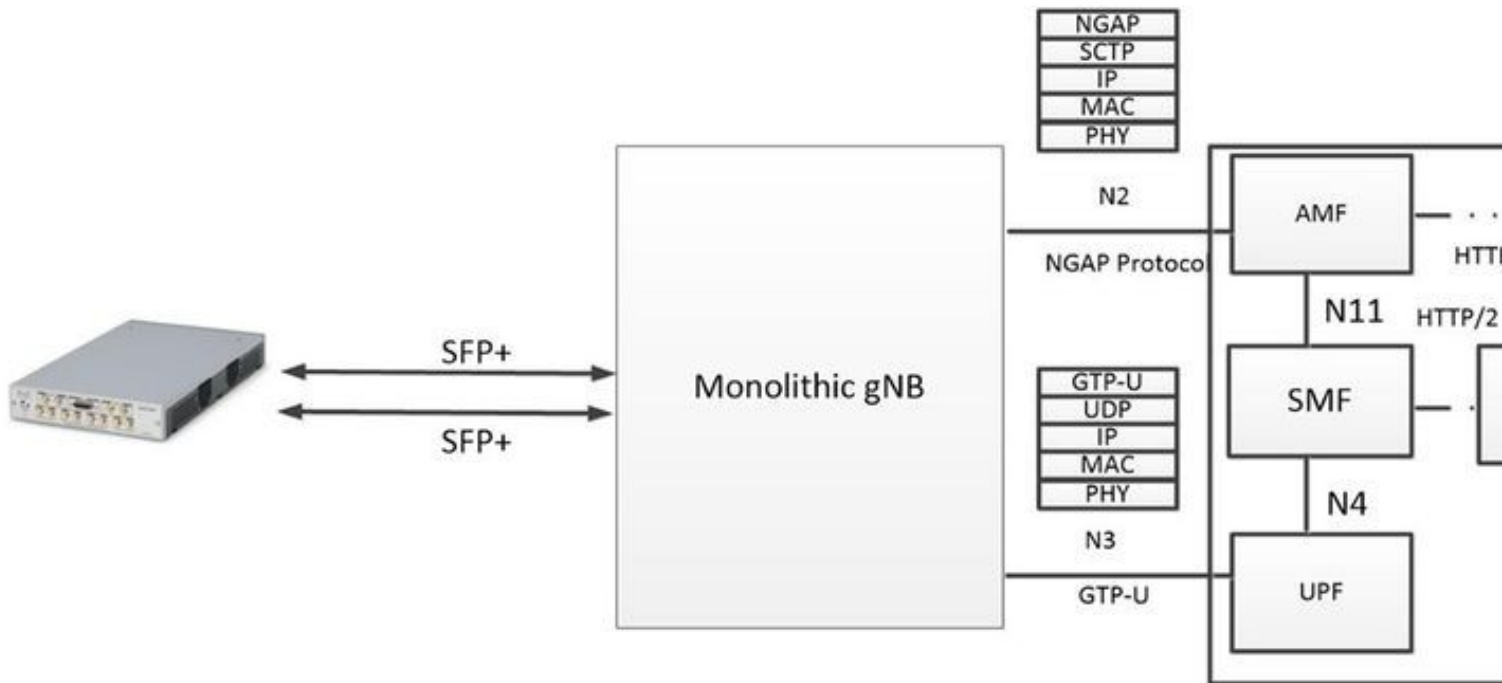 NGAP
SCTP
IP
MAC
PHY
N2
NGAP Protocol
AMF
HTTP
N11
HTTP/2
SFP+
SFP+
Monolithic gNB
GTP-U
UDP
IP
MAC
PHY
SMF
N4
N3
GTP-U
UPF